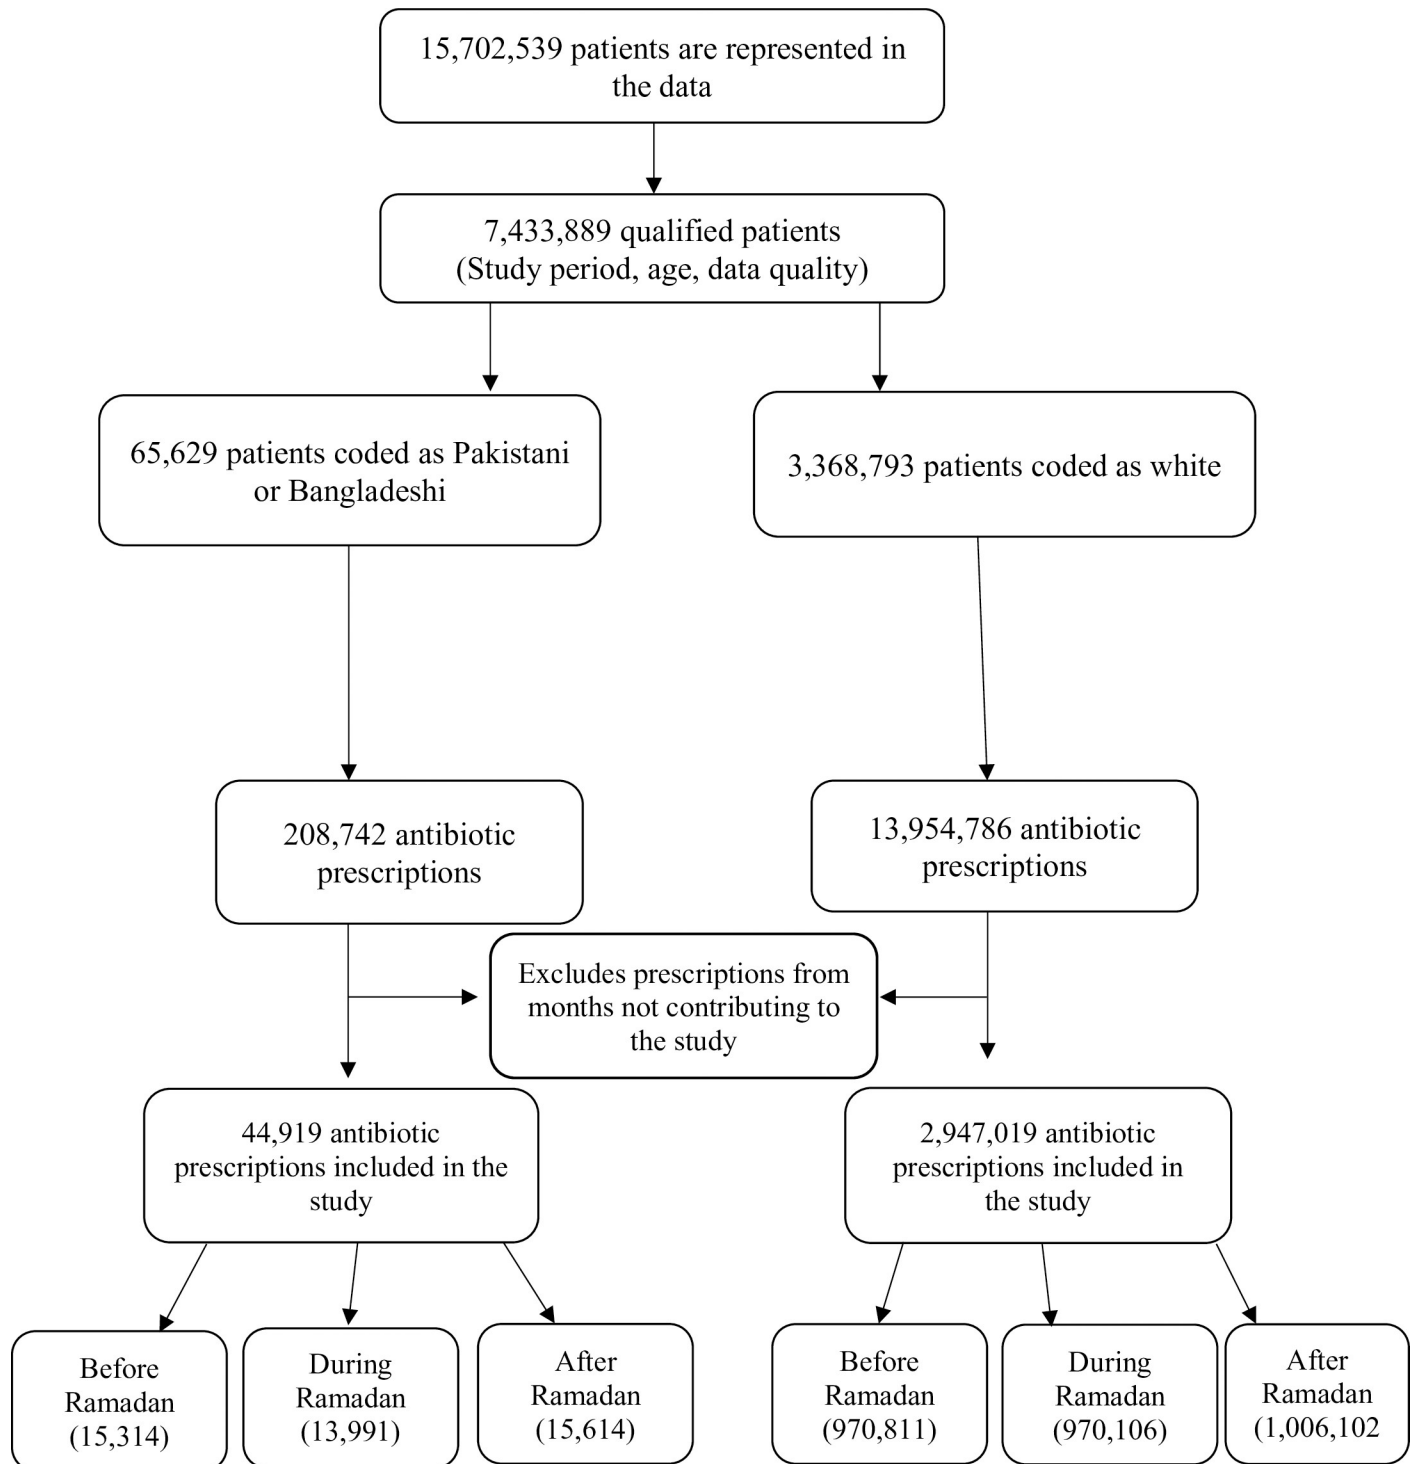 15,702,539 patients are represented in
the data
7,433,889 qualified patients
(Study period, age, data quality)
65,629 patients coded as Pakistani
or Bangladeshi
3,368,793 patients coded as white
208,742 antibiotic
prescriptions
13,954,786 antibiotic
prescriptions
Excludes prescriptions from
months not contributing to
the study
44,919 antibiotic
prescriptions included in the
study
2,947,019 antibiotic
prescriptions included in
the study
Before
Ramadan
(15,314)
During
Ramadan
(13,991)
After
Ramadan
(15,614)
Before
Ramadan
(970,811)
During
Ramadan
(970,106)
After
Ramadan
(1,006,102